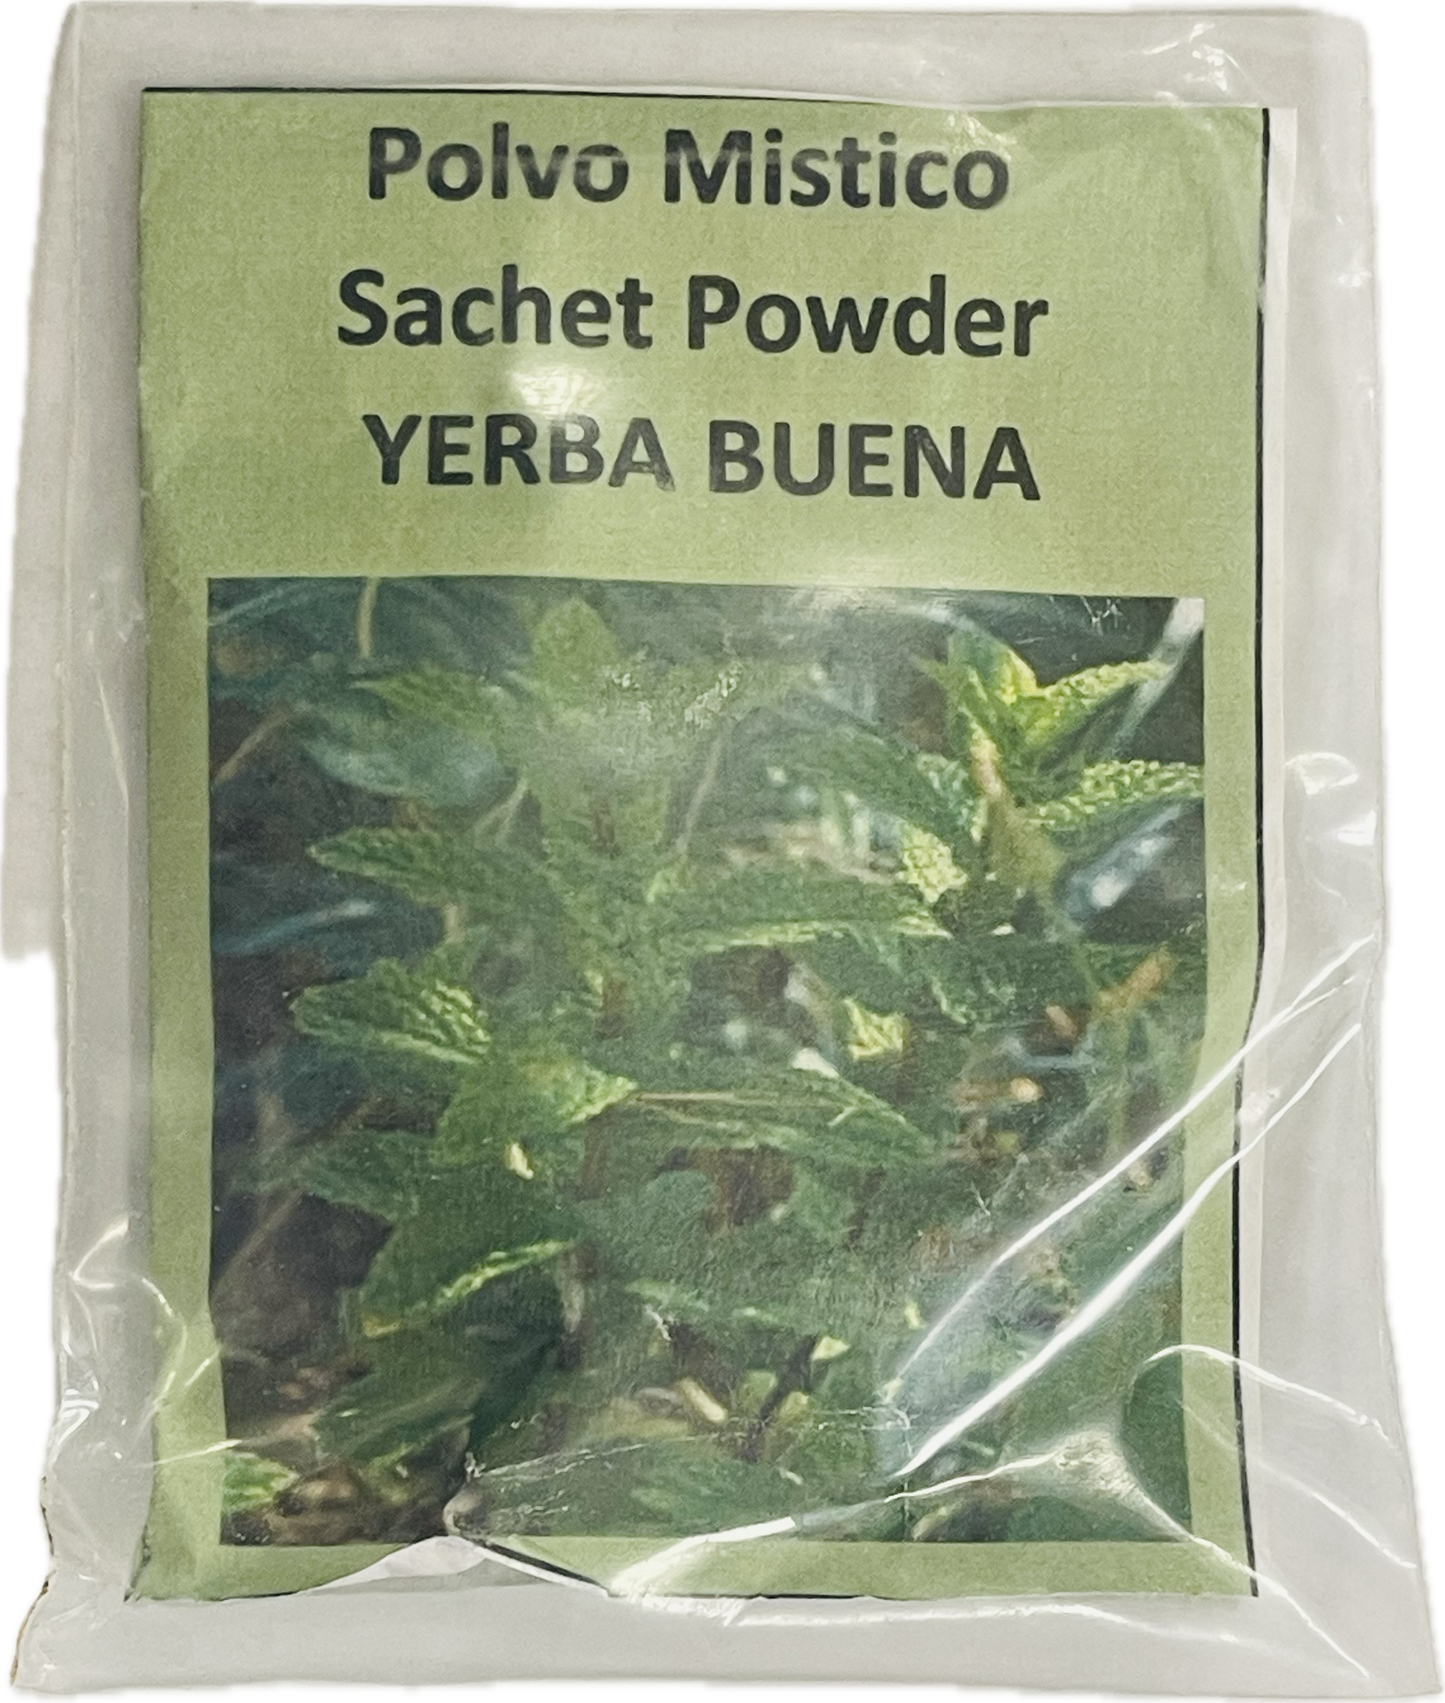 Polvo Mistico
Sachet Powder
YERBA BUENA